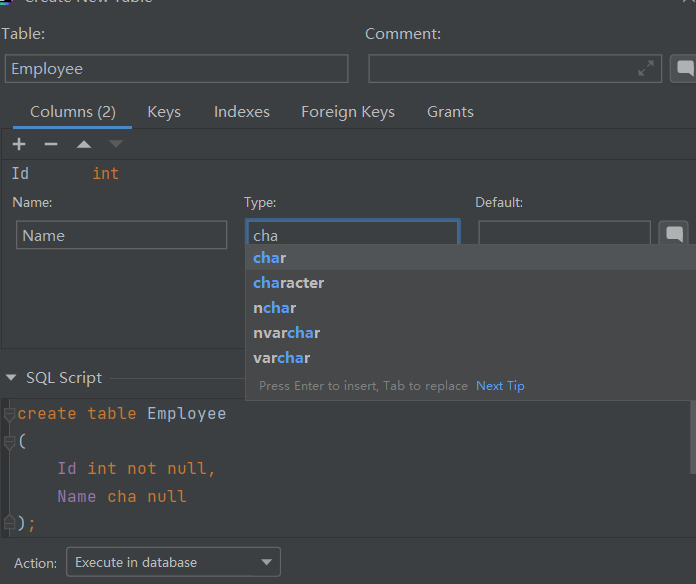 Create New Table
Table:
Comment:
Employee
Columns (2) Keys Indexes Foreign Keys Grants
Id int
Name: Type: Default:
Name cha
char
character
nchar
nvarchar
varchar
Press Enter to insert, Tab to replace Next Tip
SQL Script
create table Employee
(
Id int not null,
Name cha null
);
Action: Execute in database